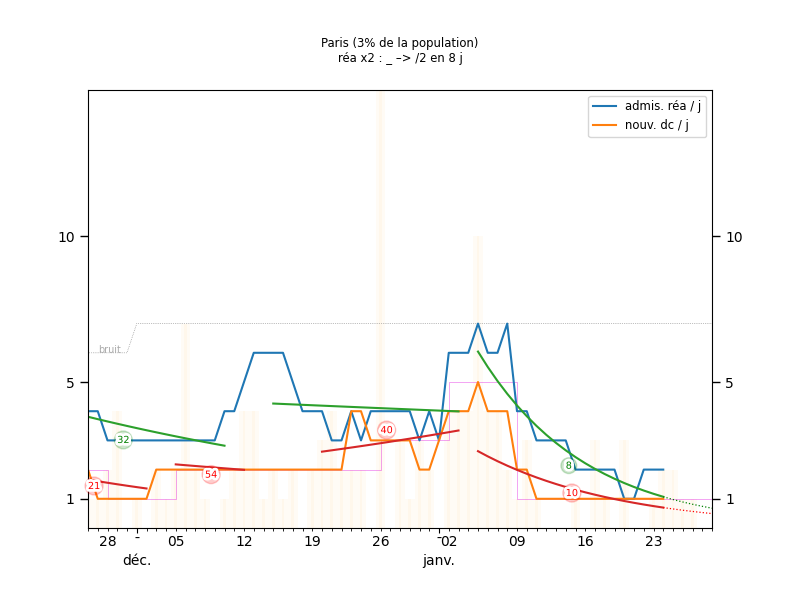 Paris (3% de la population)
réa x2 : _ –> /2 en 8 j
admis. réa / j
nouv. dc / j
10 10
bruit
5 5
40
32
8
54
21
10
1 1
28 05 12 19 26 02 09 16 23
déc. janv.